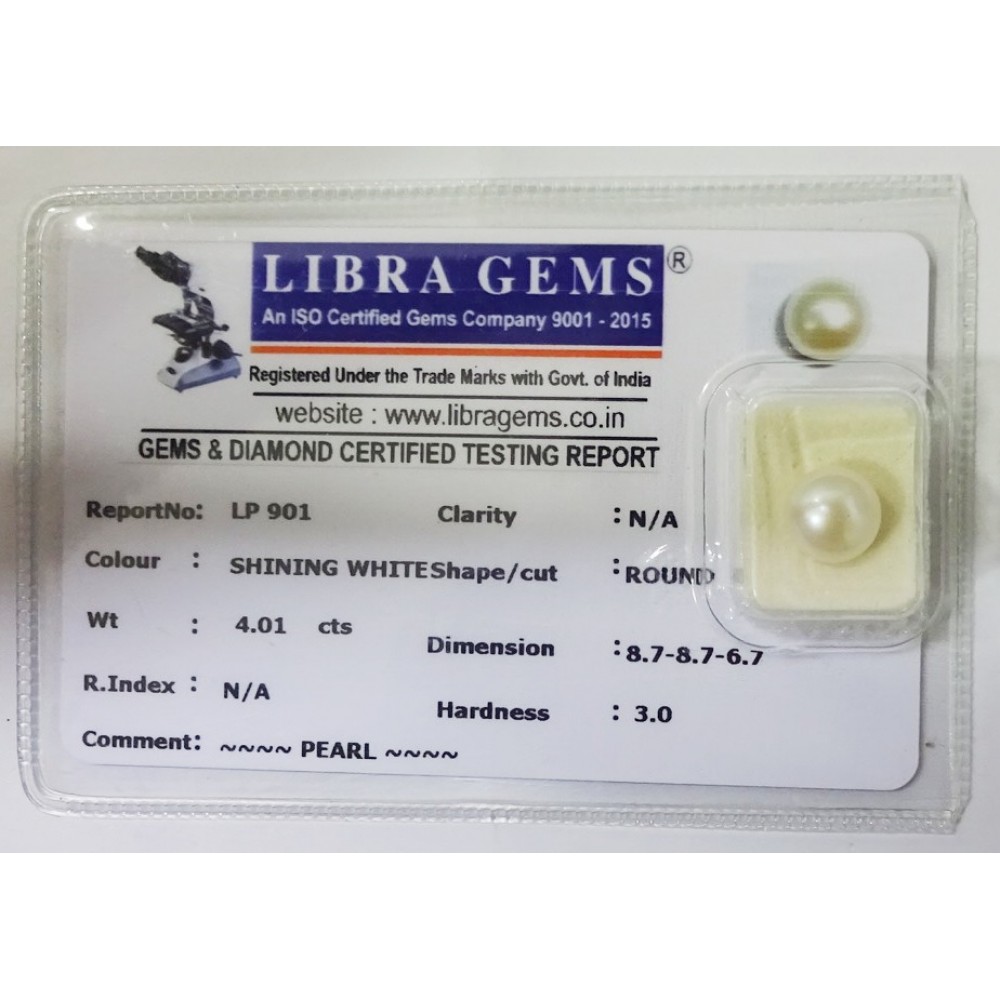 LIBRA GEMS ®
An ISO Certified Gems Company 9001 - 2015
Registered Under the Trade Marks with Govt. of India
website : www.libragems.co.in
GEMS & DIAMOND CERTIFIED TESTING REPORT
ReportNo: LP 901 Clarity : N/A
Colour : SHINING WHITE Shape/cut : ROUND
Wt : 4.01 cts Dimension : 8.7-8.7-6.7
R.Index : N/A Hardness : 3.0
Comment: ~~~~ PEARL ~~~~